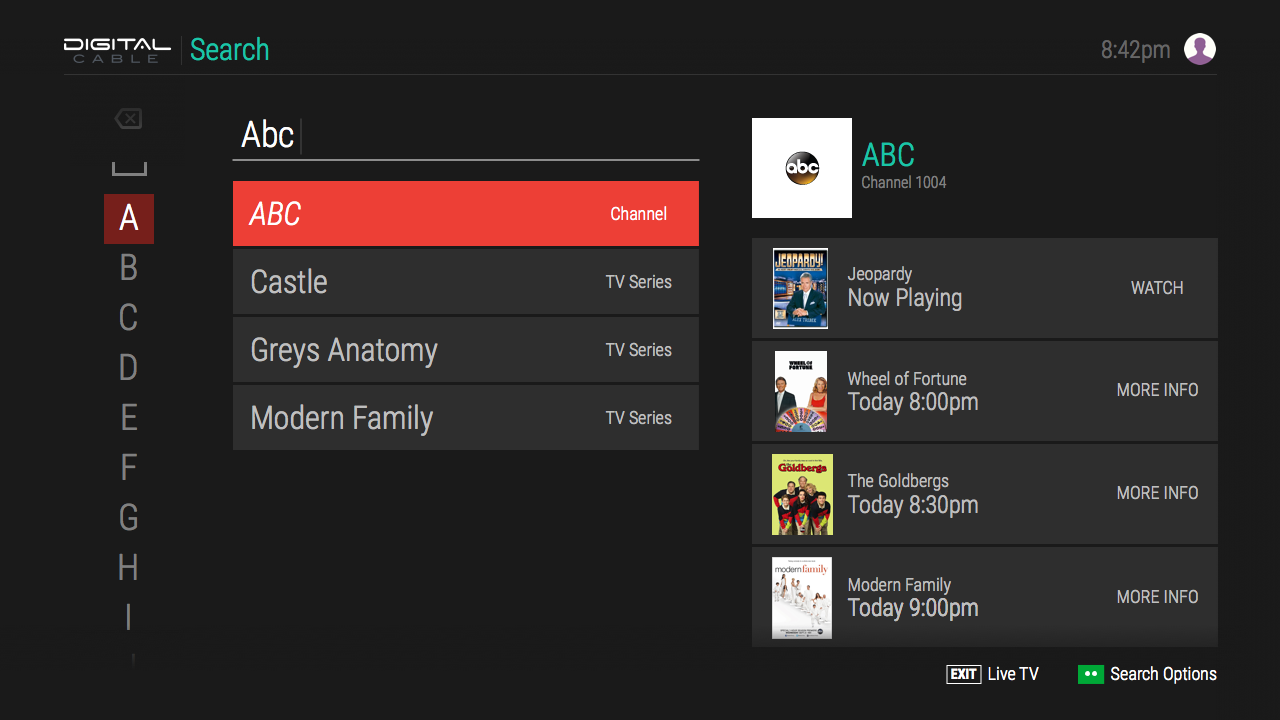 DIGITAL
CABLE
Search
8:42pm
Abc
A
B
C
D
E
F
G
H
I
ABC Channel
Castle TV Series
Greys Anatomy TV Series
Modern Family TV Series
abc
ABC
Channel 1004
JEOPARDY!
ALEX TREBEK
Jeopardy
Now Playing
WATCH
WHEEL OF
FORTUNE
Wheel of Fortune
Today 8:00pm
MORE INFO
The Goldbergs
The Goldbergs
Today 8:30pm
MORE INFO
modern family
Modern Family
Today 9:00pm
MORE INFO
EXIT Live TV
Search Options